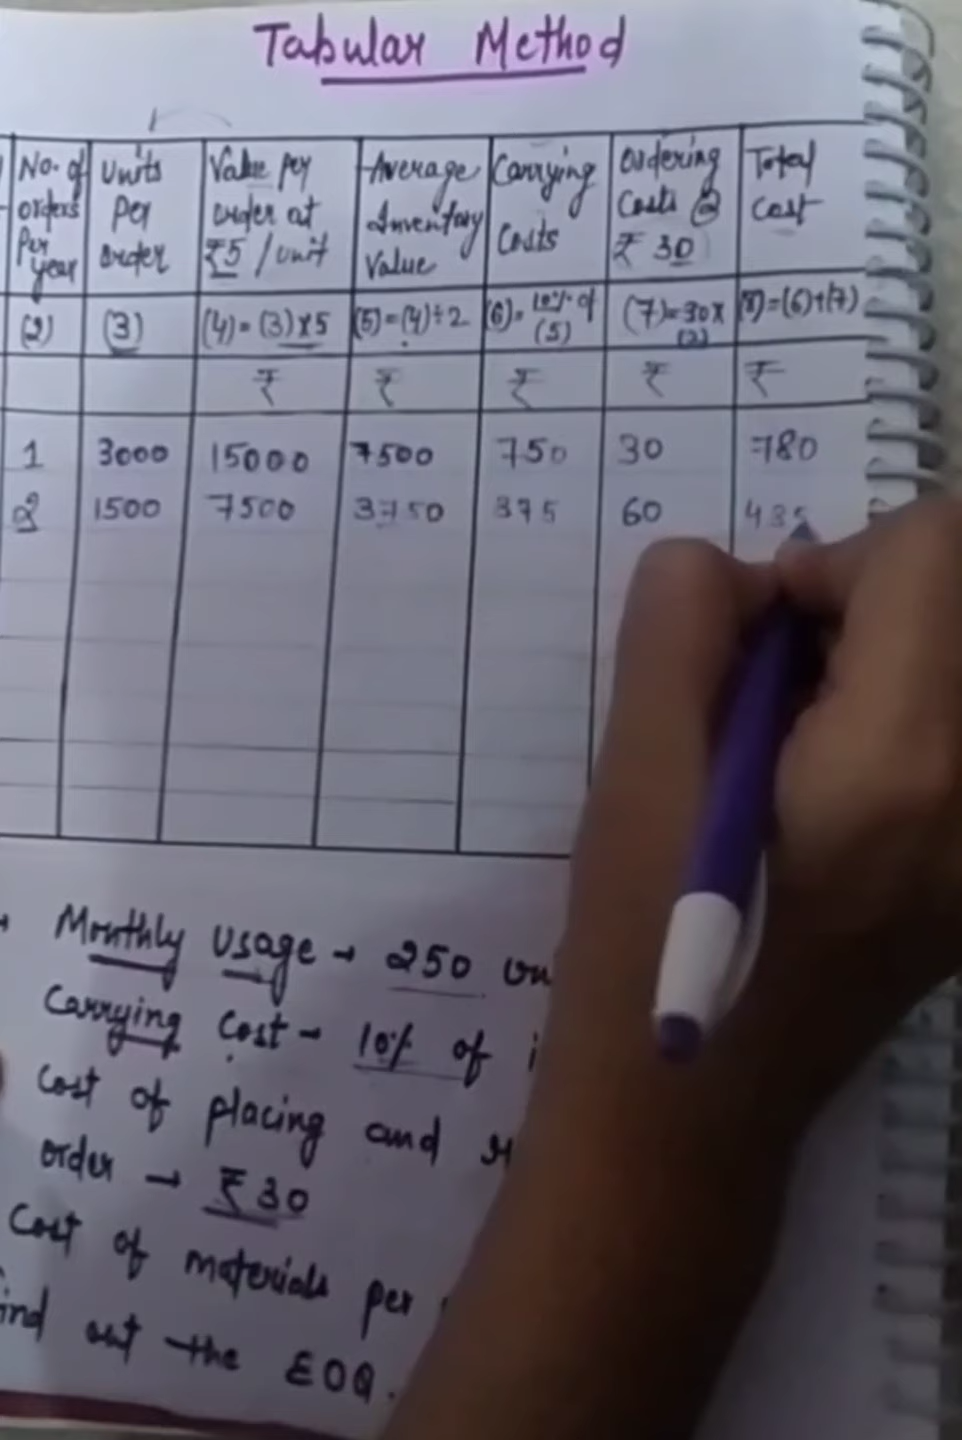 Tabular Method
No. of orders Per year | Units Per order | Value per order at ₹5 / unit | Average Inventory Value | Carrying Costs | Ordering Costs @ ₹ 30 | Total Cost
(2) | (3) | (4) = (3) x 5 | (5) = (4) ÷ 2 | (6) = 10% of (5) | (7) = 30 x (2) | (8) = (6) + (7)
₹ | ₹ | ₹ | ₹ | ₹
1 | 3000 | 15000 | 7500 | 750 | 30 | 780
2 | 1500 | 7500 | 3750 | 375 | 60 | 435
Monthly Usage → 250
Carrying Cost - 10% of
Cost of placing and
order → ₹ 30
Cost of materials per
ind out the EOQ.